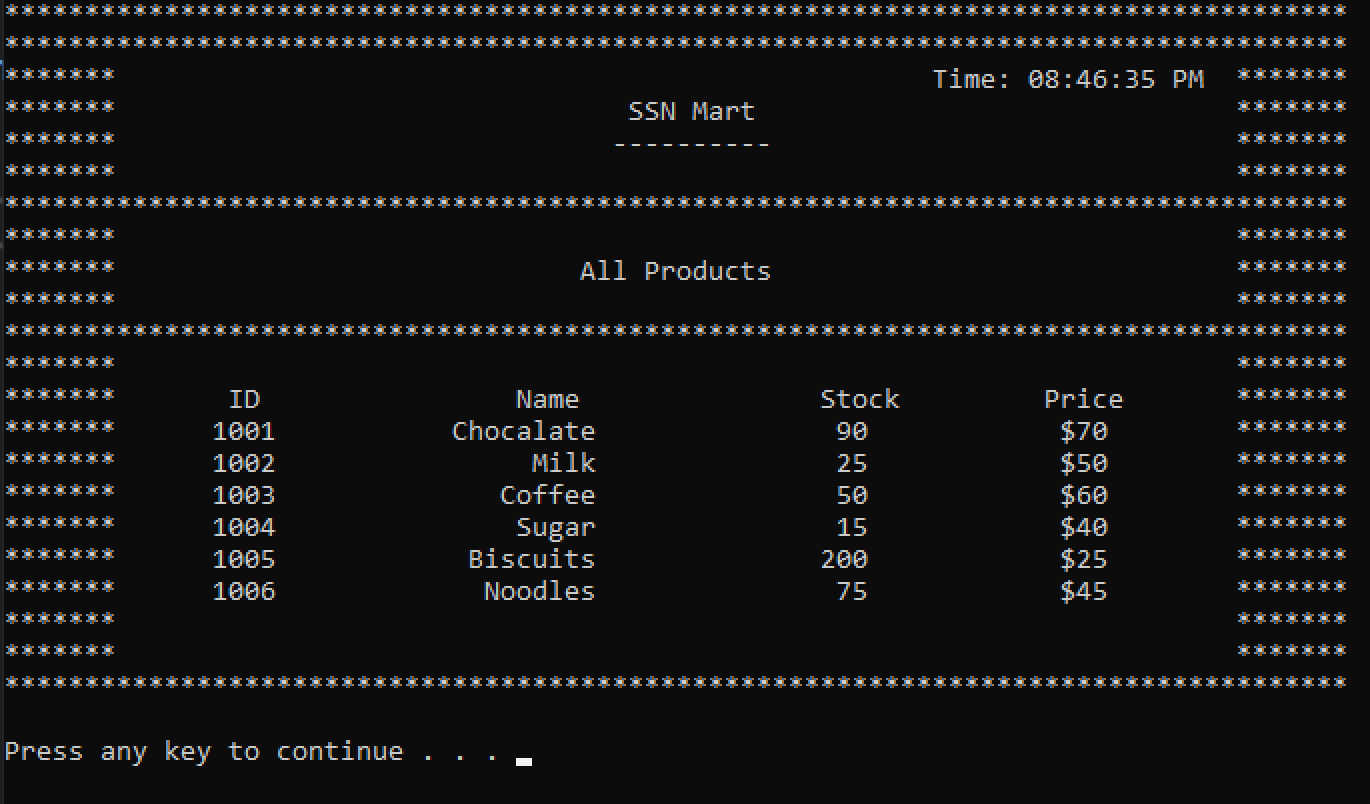 ************************************************************************************
************************************************************************************
******* Time: 08:46:35 PM *******
******* SSN Mart *******
******* ---------- *******
******* *******
************************************************************************************
******* *******
******* All Products *******
******* *******
************************************************************************************
******* *******
******* ID Name Stock Price *******
******* 1001 Chocalate 90 $70 *******
******* 1002 Milk 25 $50 *******
******* 1003 Coffee 50 $60 *******
******* 1004 Sugar 15 $40 *******
******* 1005 Biscuits 200 $25 *******
******* 1006 Noodles 75 $45 *******
******* *******
******* *******
************************************************************************************
Press any key to continue . . .